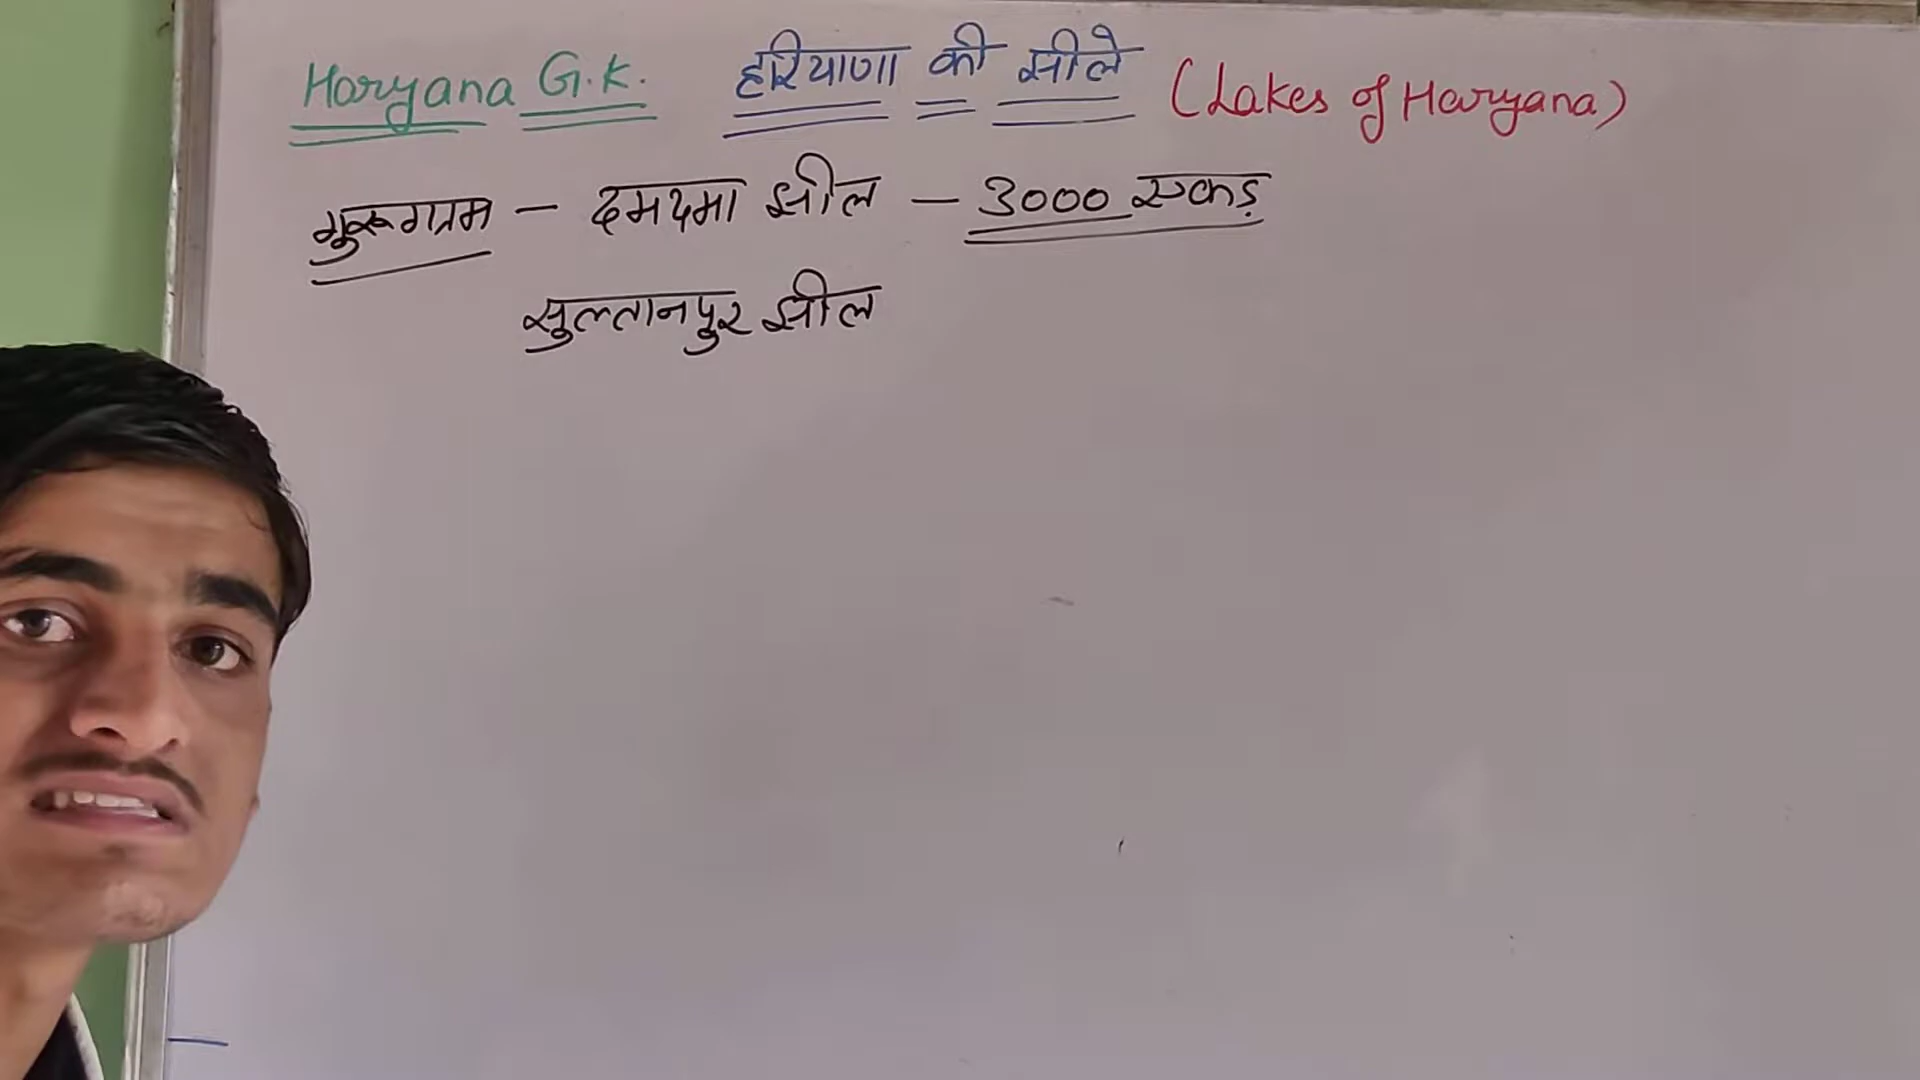 Haryana G.K. हरियाणा की झीले (Lakes of Haryana)
गुरूग्राम - दमदमा झील - 3000 एकड़
सुल्तानपुर झील